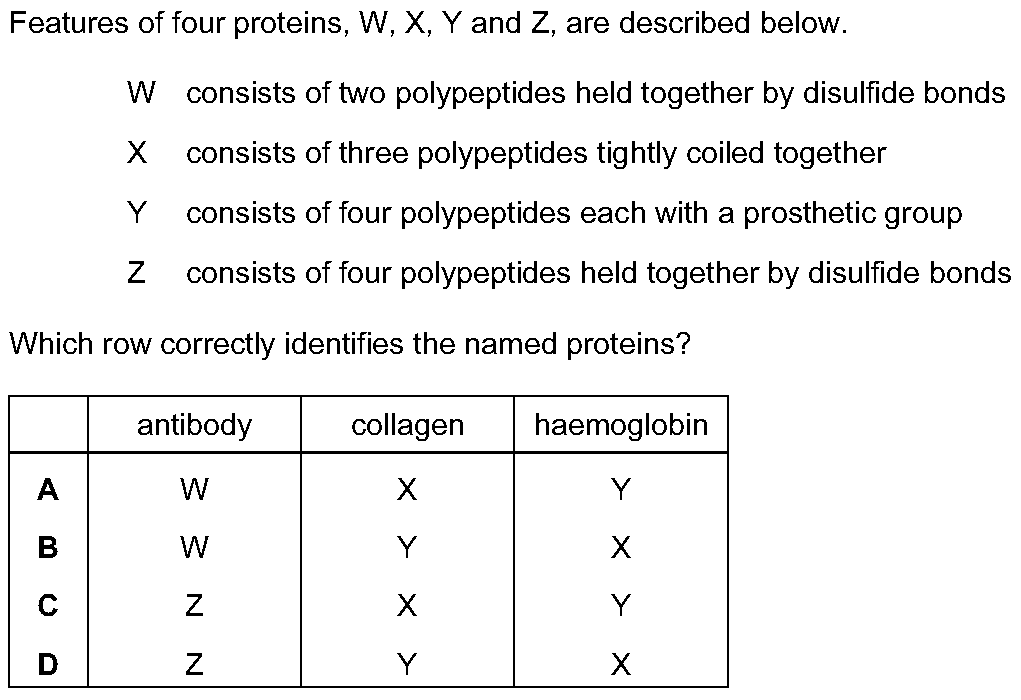 Features of four proteins, W, X, Y and Z, are described below.
W consists of two polypeptides held together by disulfide bonds
X consists of three polypeptides tightly coiled together
Y consists of four polypeptides each with a prosthetic group
Z consists of four polypeptides held together by disulfide bonds
Which row correctly identifies the named proteins?
antibody collagen haemoglobin
A W X Y
B W Y X
C Z X Y
D Z Y X